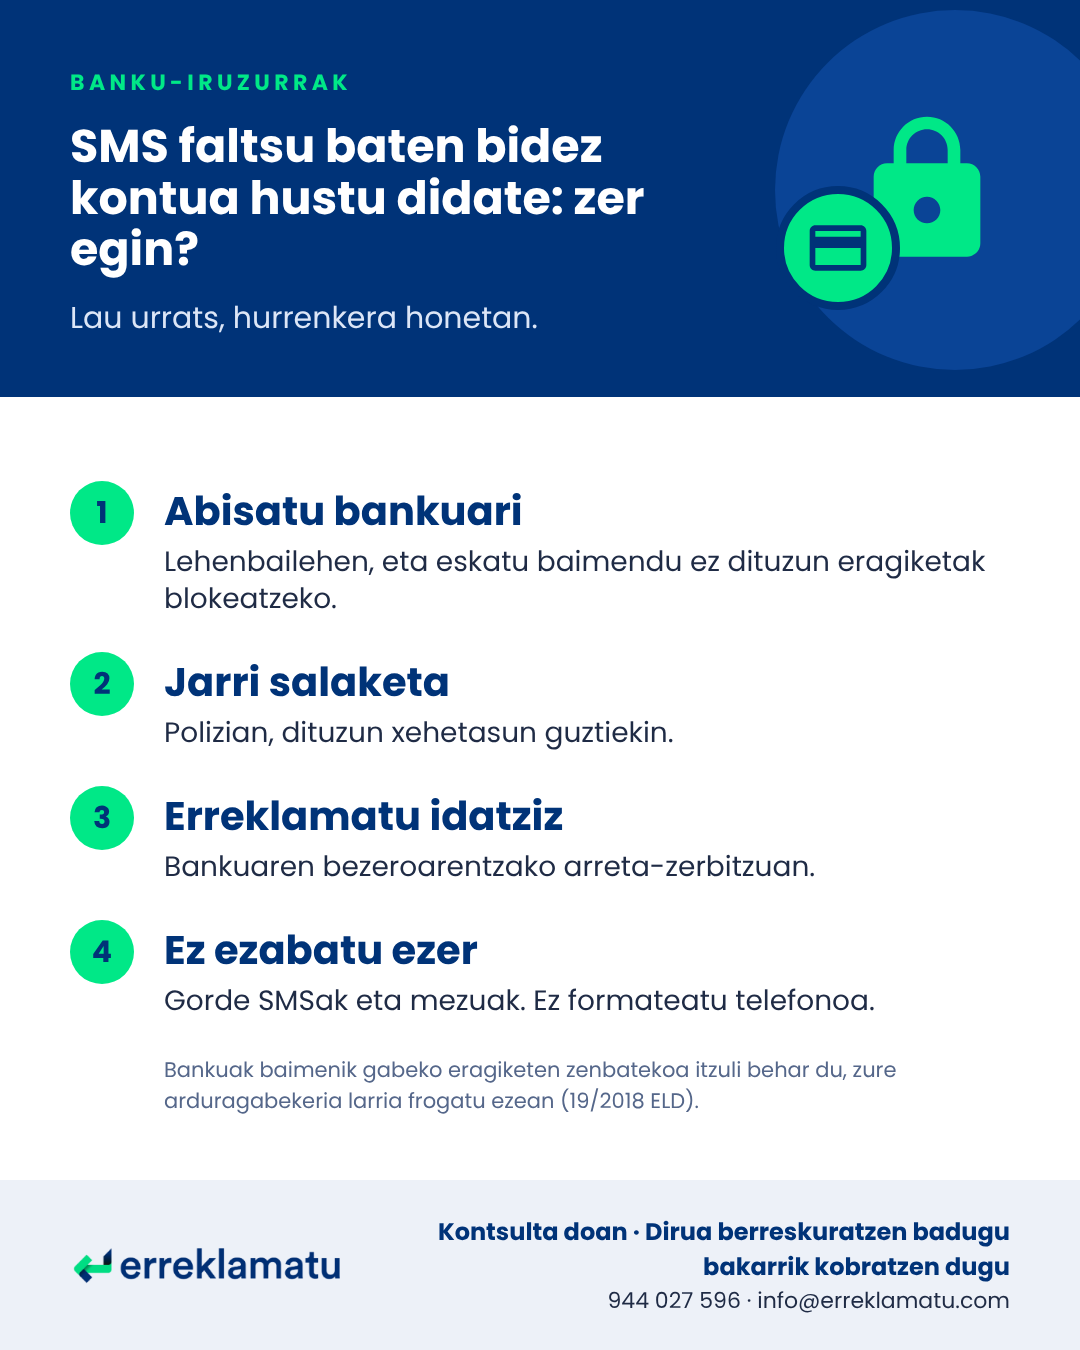 BANKU-IRUZURRAK
SMS faltsu baten bidez
kontua hustu didate: zer
egin?
Lau urrats, hurrenkera honetan.
1
Abisatu bankuari
Lehenbailehen, eta eskatu baimendu ez dituzun eragiketak
blokeatzeko.
2
Jarri salaketa
Polizian, dituzun xehetasun guztiekin.
3
Erreklamatu idatziz
Bankuaren bezeroarentzako arreta-zerbitzuan.
4
Ez ezabatu ezer
Gorde SMSak eta mezuak. Ez formateatu telefonoa.
Bankuak baimenik gabeko eragiketen zenbatekoa itzuli behar du, zure
arduragabekeria larria frogatu ezean (19/2018 ELD).
erreklamatu
Kontsulta doan · Dirua berreskuratzen badugu
bakarrik kobratzen dugu
944 027 596 · info@erreklamatu.com